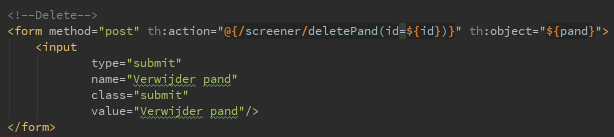 <!--Delete-->
<form method="post" th:action="@{/screener/deletePand(id=${id})}" th:object="${pand}">
<input
type="submit"
name="Verwijder pand"
class="submit"
value="Verwijder pand"/>
</form>